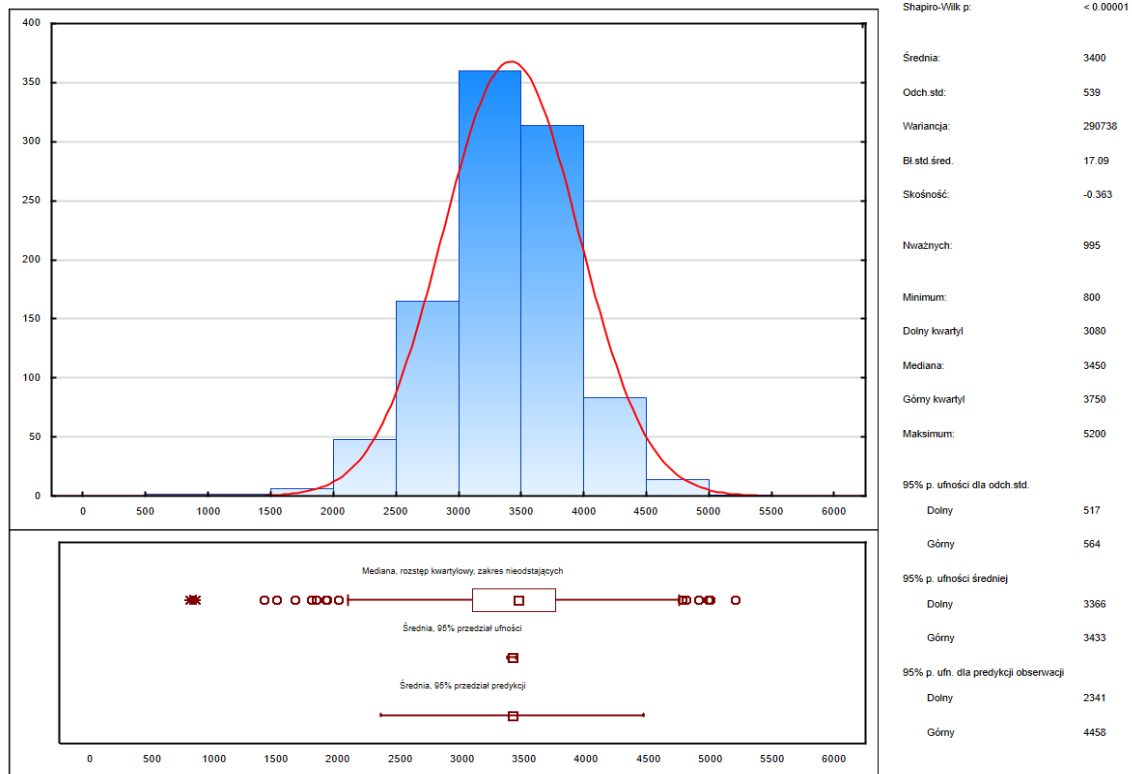 400
350
300
250
200
150
100
50
0
0 500 1000 1500 2000 2500 3000 3500 4000 4500 5000 5500 6000
Mediana, rozstęp kwartylowy, zakres nieodstających
Średnia, 95% przedział ufności
Średnia, 95% przedział predykcji
0 500 1000 1500 2000 2500 3000 3500 4000 4500 5000 5500 6000
Shapiro-Wilk p: < 0.00001
Średnia: 3400
Odch.std: 539
Wariancja: 290738
Bł.std.śred. 17.09
Skośność: -0.363
Nważnych: 995
Minimum: 800
Dolny kwartyl 3080
Mediana: 3450
Górny kwartyl 3750
Maksimum: 5200
95% p. ufności dla odch.std.
Dolny 517
Górny 564
95% p. ufności średniej
Dolny 3366
Górny 3433
95% p. ufn. dla predykcji obserwacji
Dolny 2341
Górny 4458